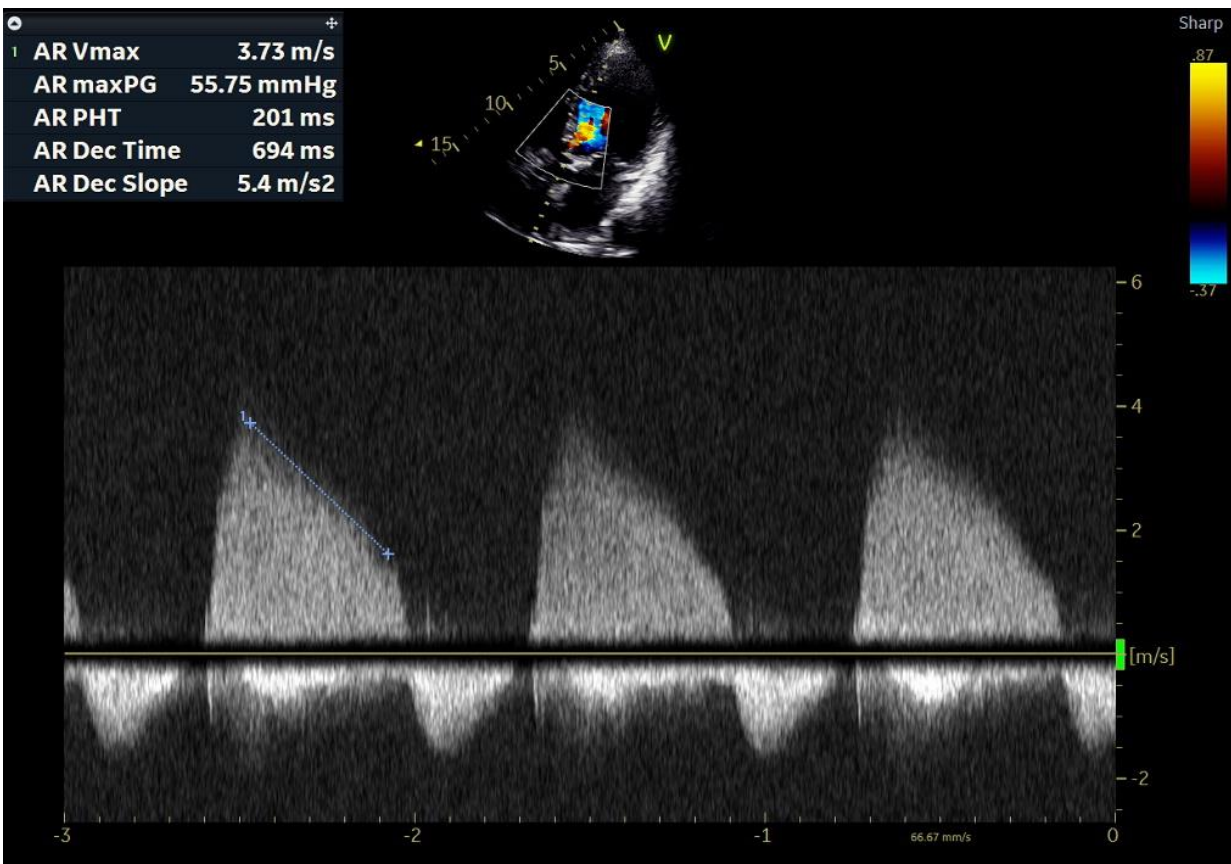 1 AR Vmax 3.73 m/s
AR maxPG 55.75 mmHg
AR PHT 201 ms
AR Dec Time 694 ms
AR Dec Slope 5.4 m/s2
V
5
10
15
Sharp
.87
-.37
6
4
1
2
[m/s]
-2
-3 -2 -1 66.67 mm/s 0